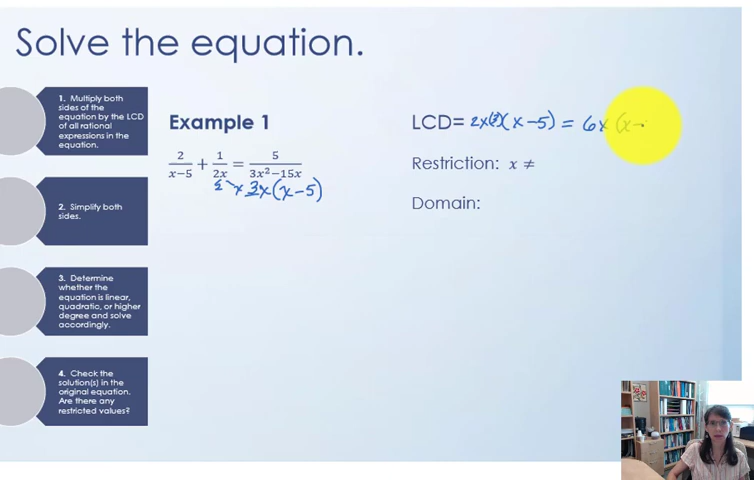 Solve the equation.
1. Multiply both
sides of the
equation by the LCD
of all rational
expressions in the
equation.
2. Simplify both
sides.
3. Determine
whether the
equation is linear,
quadratic, or higher
degree and solve
accordingly.
4. Check the
solution(s) in the
original equation.
Are there any
restricted values?
Example 1
2/(x−5) + 1/(2x) = 5/(3x²−15x)
3x(x−5)
LCD= 2x(3)(x−5) = 6x(x−
Restriction: x ≠
Domain: